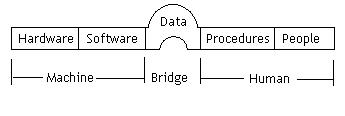 Data
Hardware Software Procedures People
Machine Bridge Human